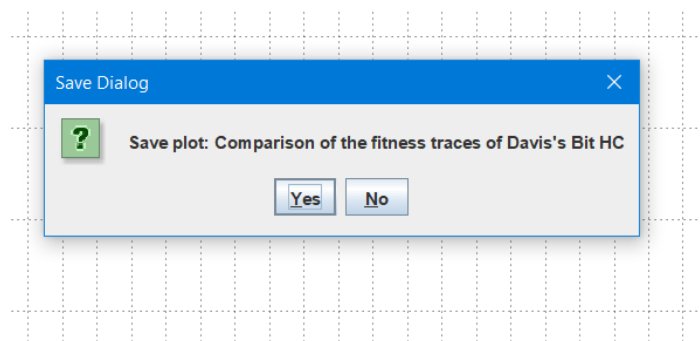 Save Dialog
?
Save plot: Comparison of the fitness traces of Davis's Bit HC
Yes No